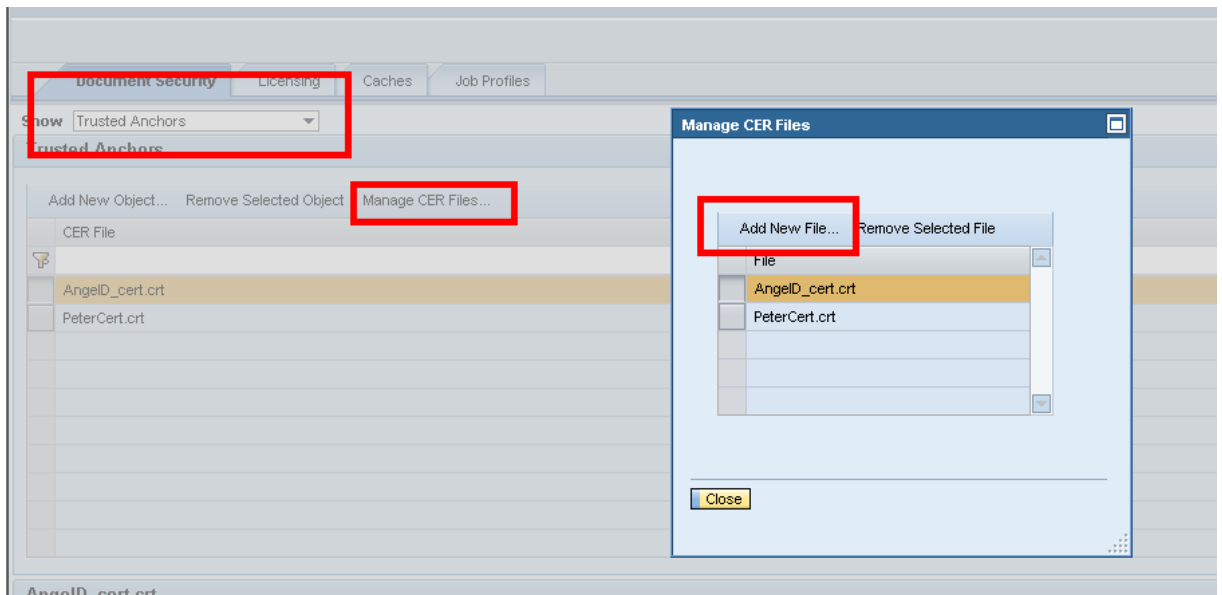 Document Security Licensing Caches Job Profiles
Show Trusted Anchors
Trusted Anchors
Add New Object... Remove Selected Object Manage CER Files...
CER File
AngelD_cert.crt
PeterCert.crt
AngelD_cert.crt
Manage CER Files
Add New File... Remove Selected File
File
AngelD_cert.crt
PeterCert.crt
Close